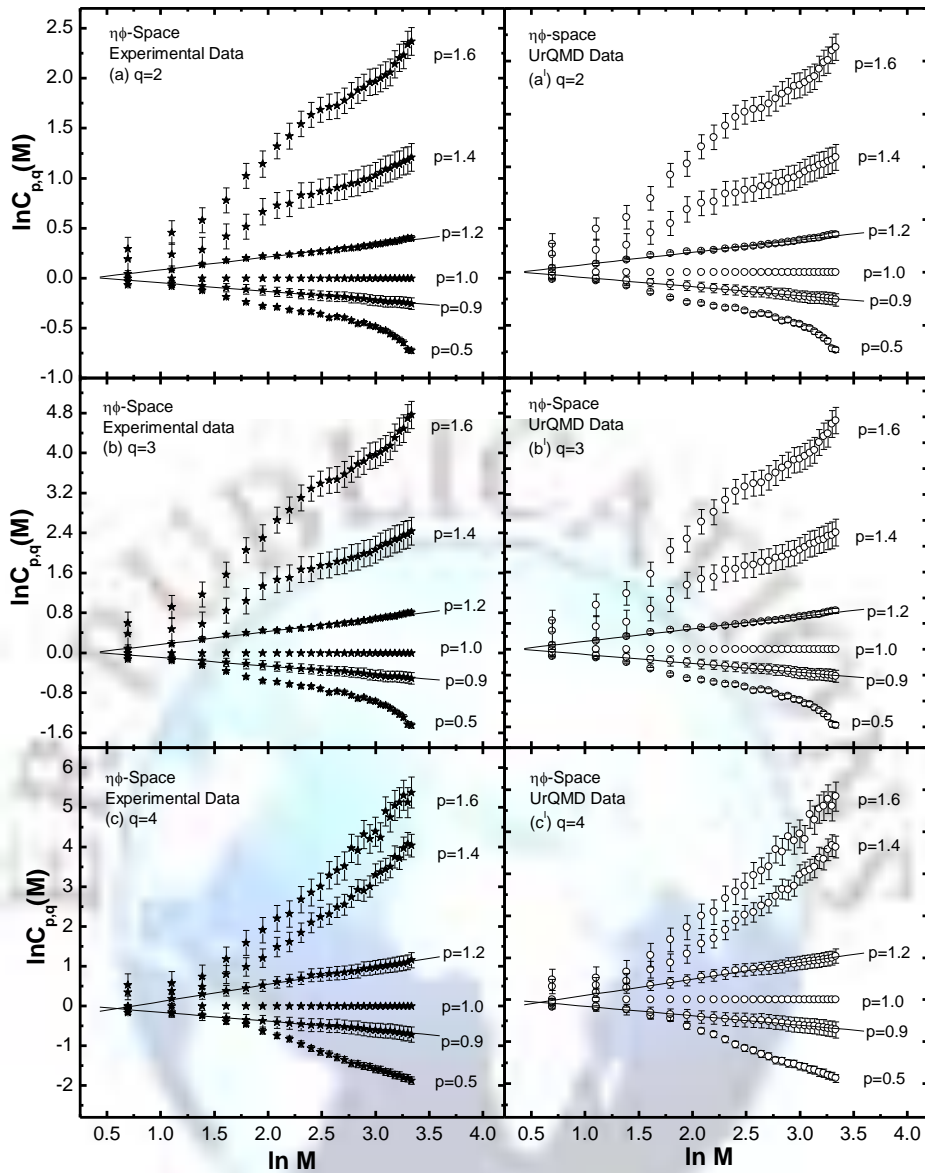 ηϕ-Space
Experimental Data
(a) q=2
p=1.6
p=1.4
p=1.2
p=1.0
p=0.9
p=0.5
lnC_{p,q}(M)
2.5
2.0
1.5
1.0
0.5
0.0
-0.5
-1.0
ηϕ-space
UrQMD Data
(a^l) q=2
p=1.6
p=1.4
p=1.2
p=1.0
p=0.9
p=0.5
ηϕ-Space
Experimental data
(b) q=3
p=1.6
p=1.4
p=1.2
p=1.0
p=0.9
p=0.5
lnC_{p,q}(M)
4.8
4.0
3.2
2.4
1.6
0.8
0.0
-0.8
-1.6
ηϕ-Space
UrQMD Data
(b^l) q=3
p=1.6
p=1.4
p=1.2
p=1.0
p=0.9
p=0.5
ηϕ-Space
Experimental Data
(c) q=4
p=1.6
p=1.4
p=1.2
p=1.0
p=0.9
p=0.5
lnC_{p,q}(M)
6
5
4
3
2
1
0
-1
-2
ηϕ-Space
UrQMD Data
(c^l) q=4
p=1.6
p=1.4
p=1.2
p=1.0
p=0.9
p=0.5
0.5 1.0 1.5 2.0 2.5 3.0 3.5 4.0
ln M
0.5 1.0 1.5 2.0 2.5 3.0 3.5 4.0
ln M